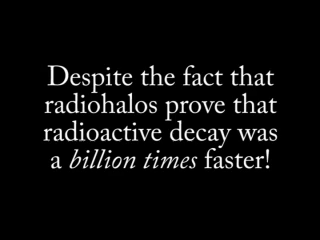 Despite the fact that
radiohalos prove that
radioactive decay was
a billion times faster!